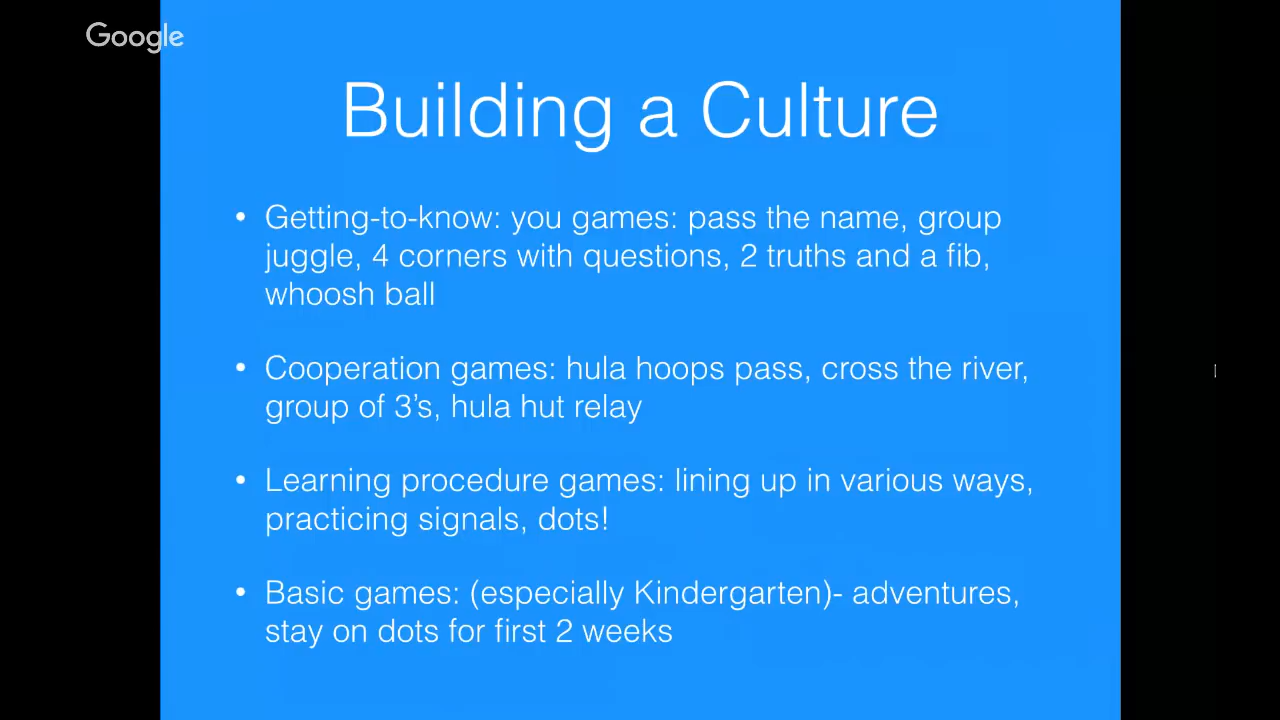 Google
Building a Culture
• Getting-to-know: you games: pass the name, group
juggle, 4 corners with questions, 2 truths and a fib,
whoosh ball
• Cooperation games: hula hoops pass, cross the river,
group of 3’s, hula hut relay
• Learning procedure games: lining up in various ways,
practicing signals, dots!
• Basic games: (especially Kindergarten)- adventures,
stay on dots for first 2 weeks